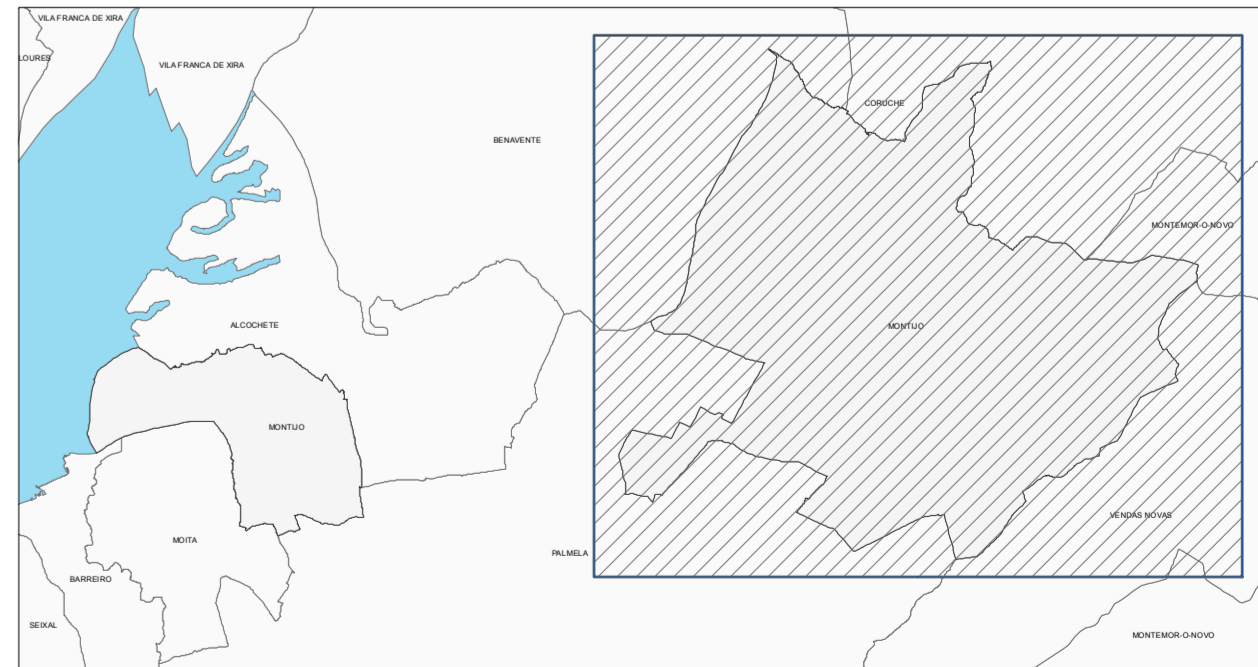 VILA FRANCA DE XIRA
LOURES
VILA FRANCA DE XIRA
CORUCHE
BENAVENTE
MONTEMOR-O-NOVO
ALCOCHETE
MONTIJO
MONTIJO
VENDAS NOVAS
MOITA
PALMELA
BARREIRO
SEIXAL
MONTEMOR-O-NOVO